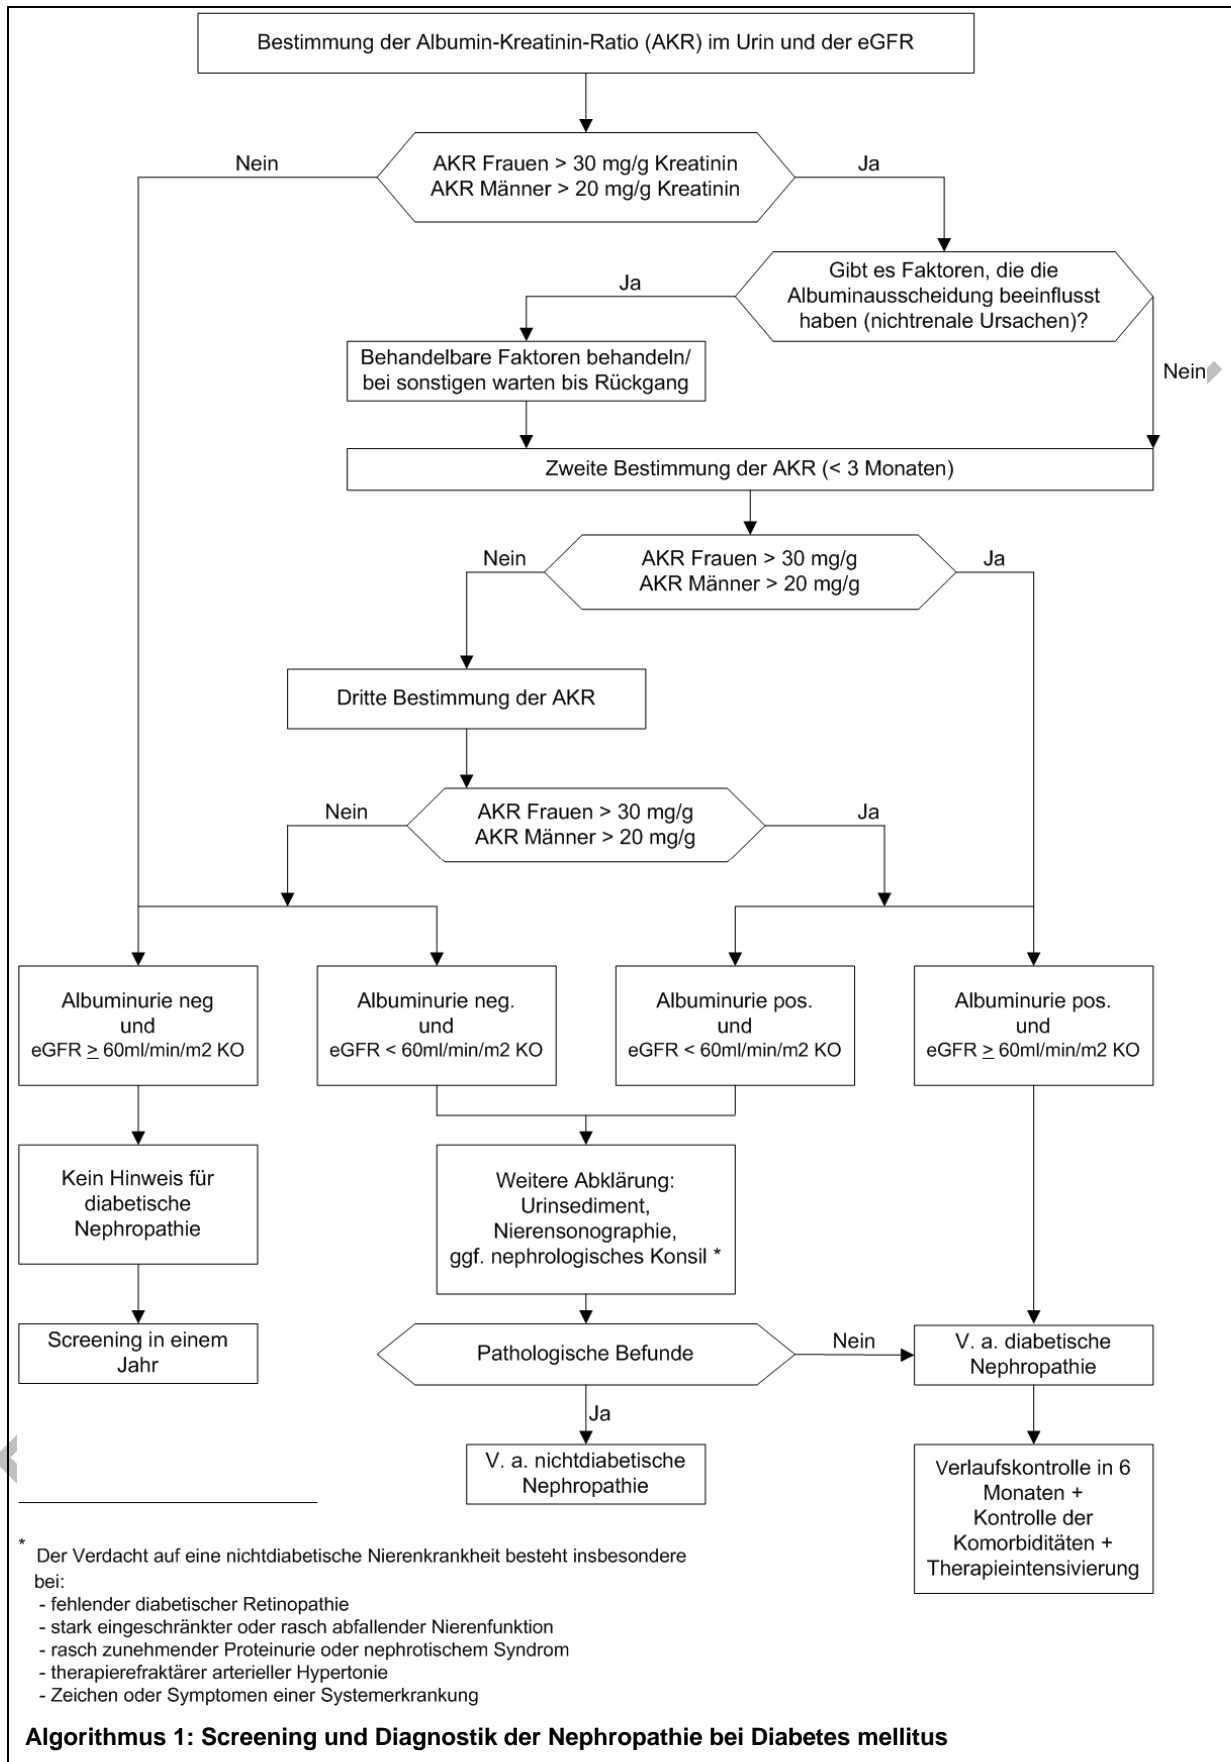 Bestimmung der Albumin-Kreatinin-Ratio (AKR) im Urin und der eGFR
Nein
AKR Frauen > 30 mg/g Kreatinin
AKR Männer > 20 mg/g Kreatinin
Ja
Gibt es Faktoren, die die
Albuminausscheidung beeinflusst
haben (nichtrenale Ursachen)?
Ja
Nein
Behandelbare Faktoren behandeln/
bei sonstigen warten bis Rückgang
Zweite Bestimmung der AKR (< 3 Monaten)
Nein
AKR Frauen > 30 mg/g
AKR Männer > 20 mg/g
Ja
Dritte Bestimmung der AKR
Nein
AKR Frauen > 30 mg/g
AKR Männer > 20 mg/g
Ja
Albuminurie neg
und
eGFR ≥ 60ml/min/m2 KO
Albuminurie neg.
und
eGFR < 60ml/min/m2 KO
Albuminurie pos.
und
eGFR < 60ml/min/m2 KO
Albuminurie pos.
und
eGFR ≥ 60ml/min/m2 KO
Kein Hinweis für
diabetische
Nephropathie
Weitere Abklärung:
Urinsediment,
Nierensonographie,
ggf. nephrologisches Konsil *
Screening in einem
Jahr
Pathologische Befunde
Nein
V. a. diabetische
Nephropathie
Ja
V. a. nichtdiabetische
Nephropathie
Verlaufskontrolle in 6
Monaten +
Kontrolle der
Komorbiditäten +
Therapieintensivierung
* Der Verdacht auf eine nichtdiabetische Nierenkrankheit besteht insbesondere
bei:
- fehlender diabetischer Retinopathie
- stark eingeschränkter oder rasch abfallender Nierenfunktion
- rasch zunehmender Proteinurie oder nephrotischem Syndrom
- therapierefraktärer arterieller Hypertonie
- Zeichen oder Symptomen einer Systemerkrankung
Algorithmus 1: Screening und Diagnostik der Nephropathie bei Diabetes mellitus